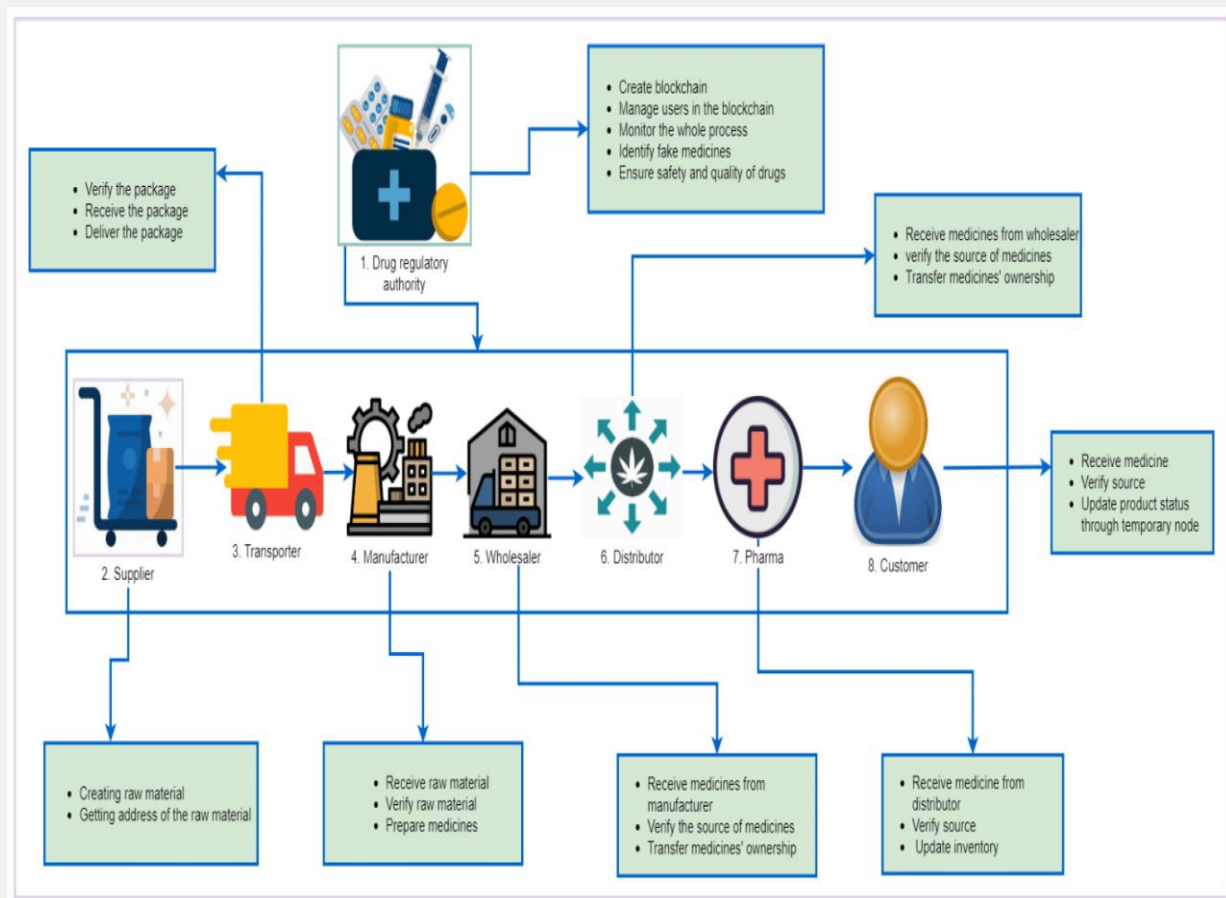 • Create blockchain
• Manage users in the blockchain
• Monitor the whole process
• Identify fake medicines
• Ensure safety and quality of drugs
• Verify the package
• Receive the package
• Deliver the package
1. Drug regulatory
authority
• Receive medicines from wholesaler
• verify the source of medicines
• Transfer medicines' ownership
2. Supplier
3. Transporter
4. Manufacturer
5. Wholesaler
6. Distributor
7. Pharma
8. Customer
• Receive medicine
• Verify source
• Update product status
through temporary node
• Creating raw material
• Getting address of the raw material
• Receive raw material
• Verify raw material
• Prepare medicines
• Receive medicines from
manufacturer
• Verify the source of medicines
• Transfer medicines' ownership
• Receive medicine from
distributor
• Verify source
• Update inventory